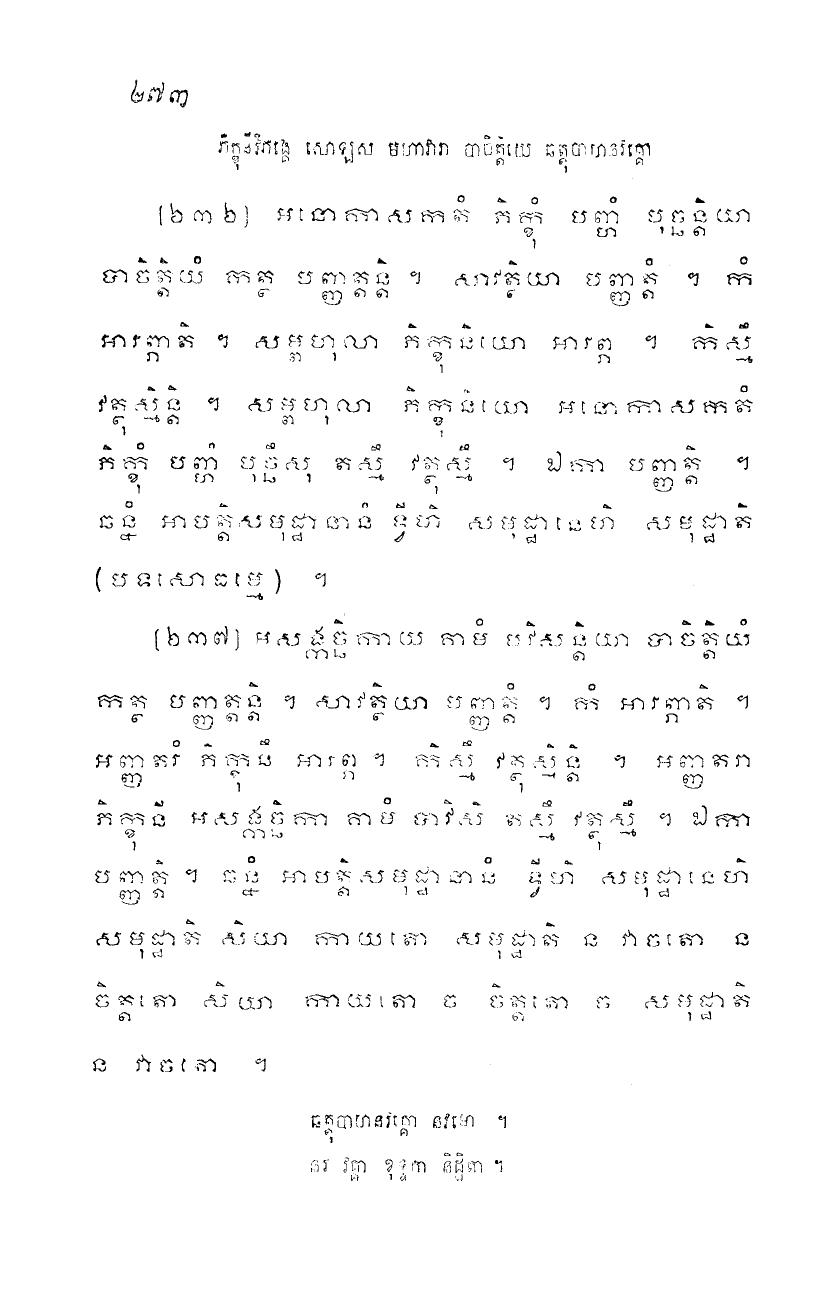 ២៧៣
ភិក្ខុនីវិភង្គេ សោឡស មហាវារា បាចិត្តិយេ ឆត្តុបាហនវគ្គោ
[២៣៦] អនោកាសកតំ ភិក្ខុំ បញ្ហំ បុច្ឆន្តិយា
បាចិត្តិយំ កត្ថ បញ្ញត្តន្តិ ។ សាវត្ថិយា បញ្ញត្តំ ។ កំ
អារព្ភាតិ ។ សម្ពហុលា ភិក្ខុនិយោ អារព្ភ ។ កិស្មឹ
វត្ថុស្មិន្តិ ។ សម្ពហុលា ភិក្ខុនិយោ អនោកាសកតំ
ភិក្ខុំ បញ្ហំ បុច្ឆឹសុ តស្មឹ វត្ថុស្មឹ ។ ឯកា បញ្ញត្តិ ។
ឆន្នំ អាបត្តិសមុដ្ឋានានំ ទ្វីហិ សមុដ្ឋានេហិ សមុដ្ឋាតិ
(បទសោធម្មេ) ។
[២៣៧] អសង្កច្ឆិកាយ គាមំ បវិសន្តិយា បាចិត្តិយំ
កត្ថ បញ្ញត្តន្តិ ។ សាវត្ថិយា បញ្ញត្តំ ។ កំ អារព្ភាតិ ។
អញ្ញតរំ ភិក្ខុនឹ អារព្ភ ។ កិស្មឹ វត្ថុស្មិន្តិ ។ អញ្ញតរា
ភិក្ខុនី អសង្កច្ឆិកា គាមំ បាវិសិ តស្មឹ វត្ថុស្មឹ ។ ឯកា
បញ្ញត្តិ ។ ឆន្នំ អាបត្តិសមុដ្ឋានានំ ទ្វីហិ សមុដ្ឋានេហិ
សមុដ្ឋាតិ សិយា កាយតោ សមុដ្ឋាតិ ន វាចតោ ន
ចិត្តតោ សិយា កាយតោ ច ចិត្តតោ ច សមុដ្ឋាតិ
ន វាចតោ ។
ឆត្តុបាហនវគ្គោ នវមោ ។
នវ វគ្គា ខុទ្ទកា និដ្ឋិតា ។